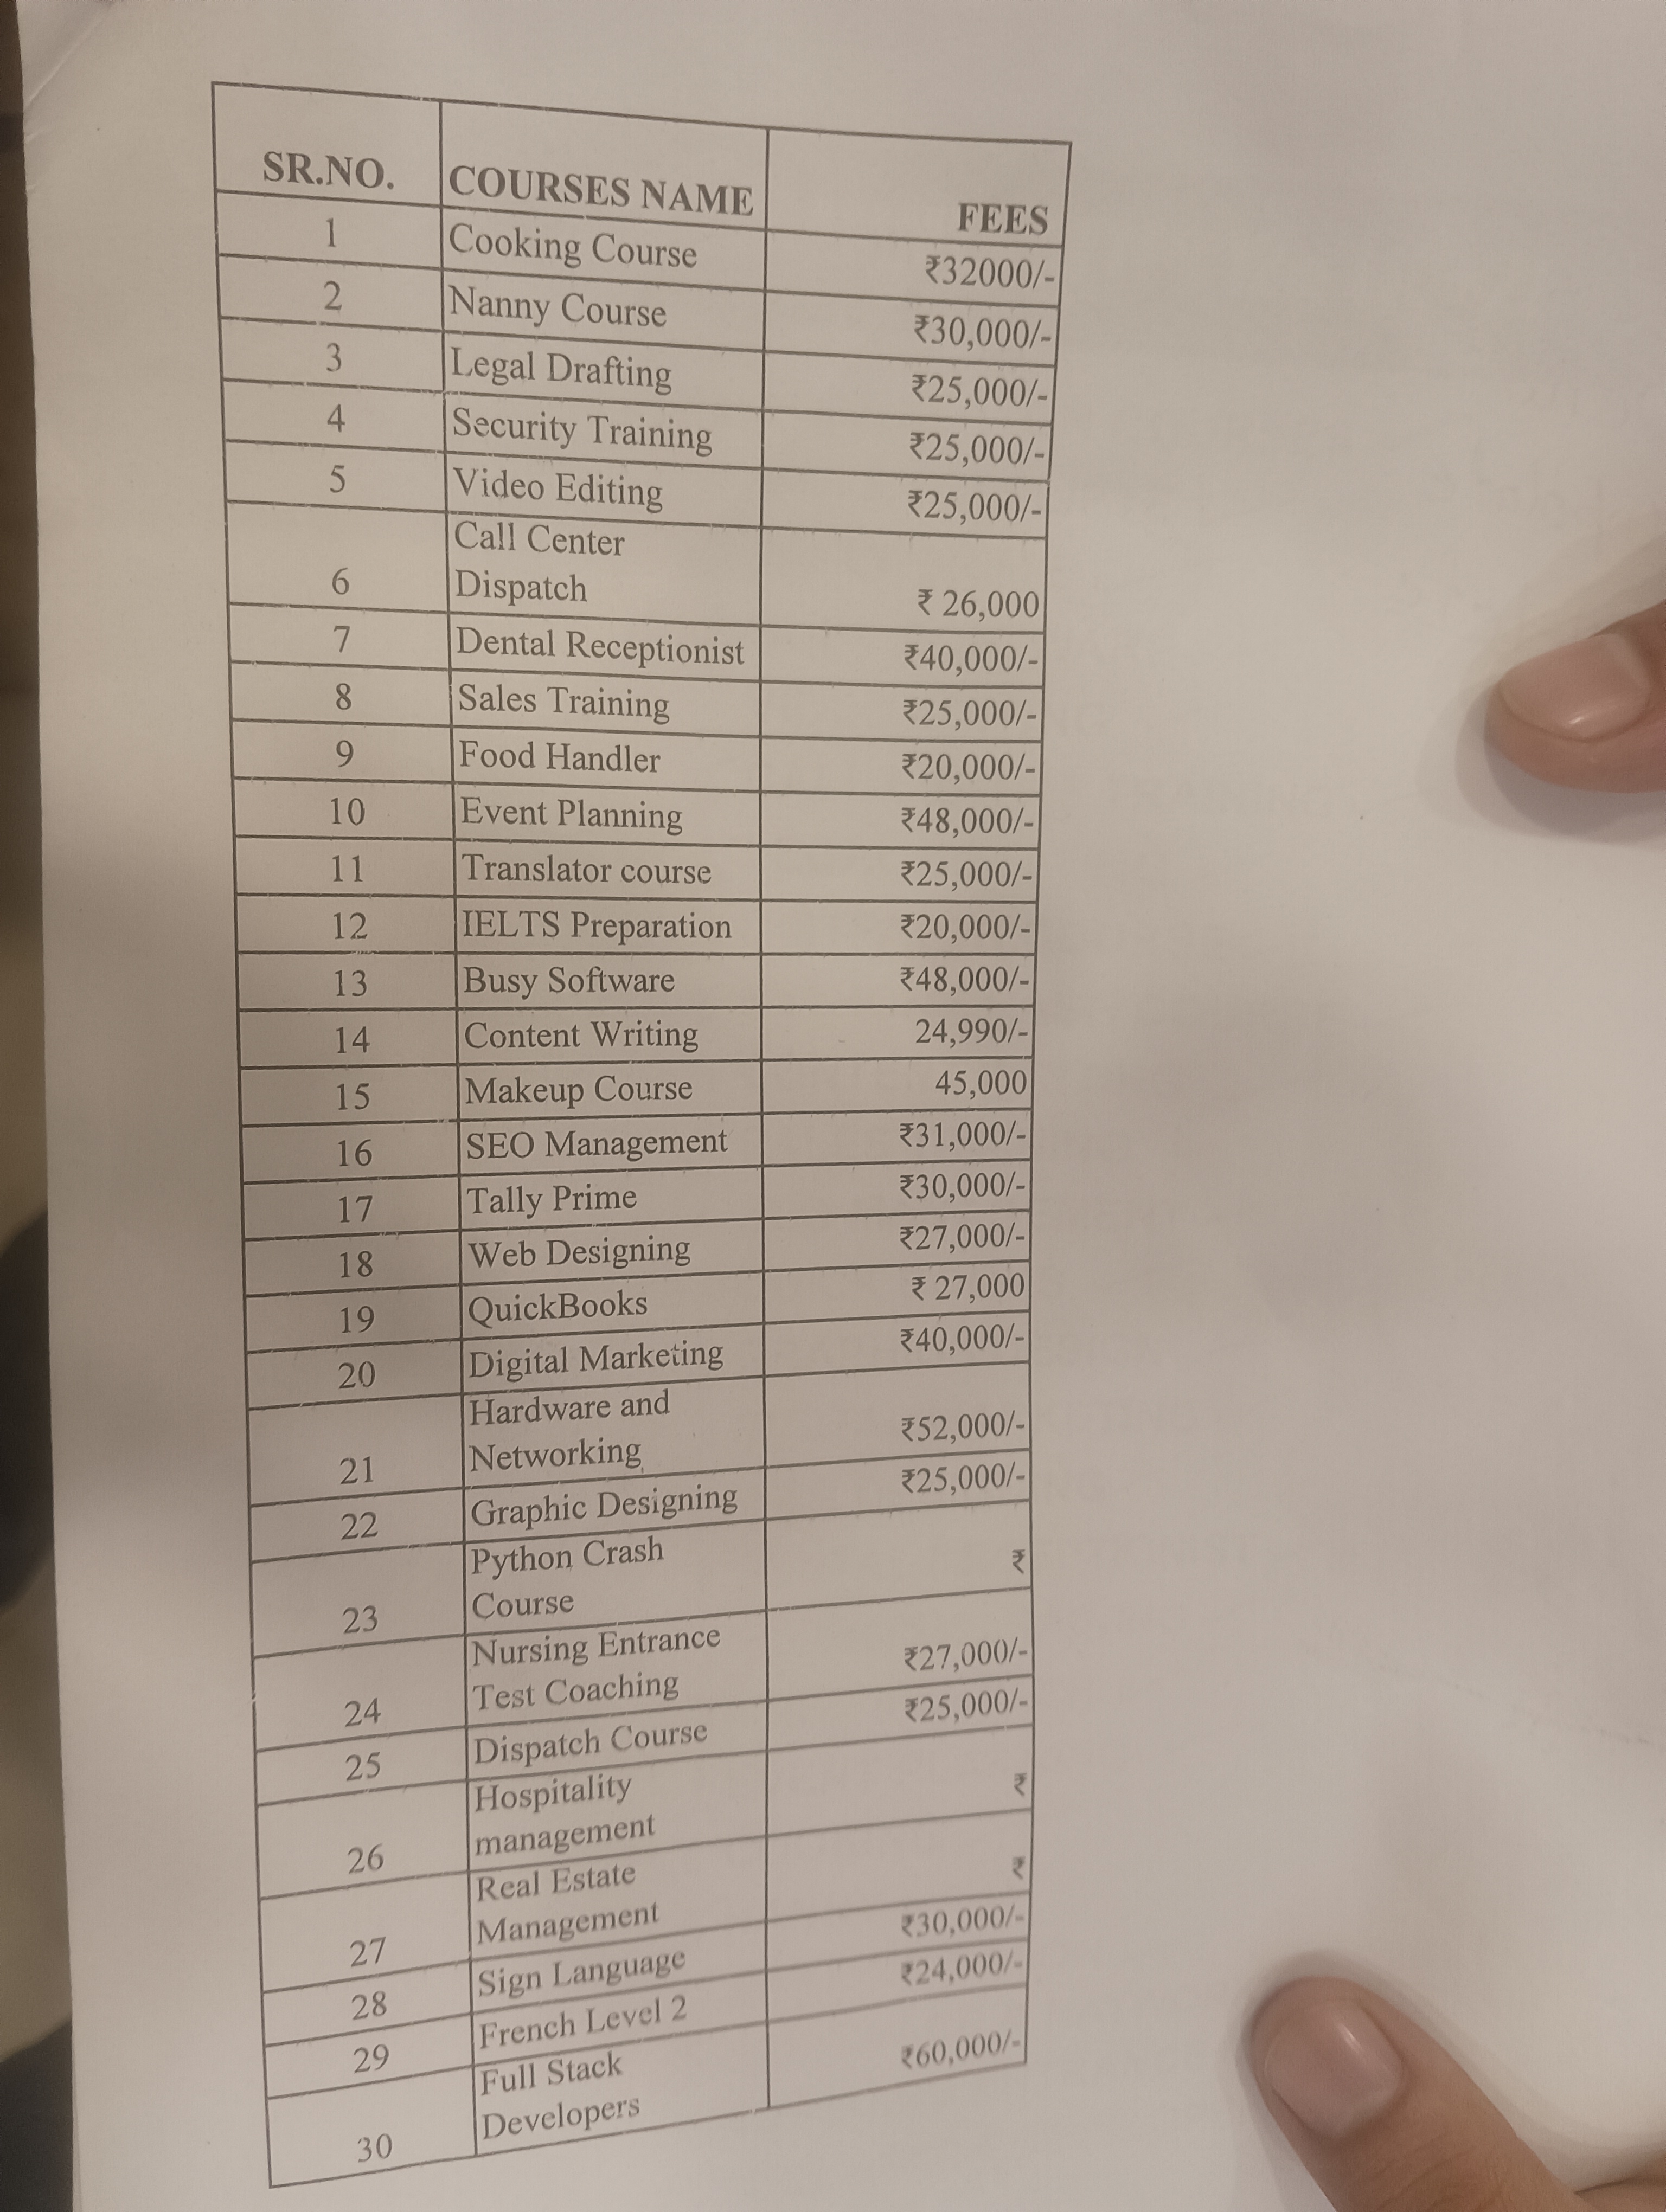 SR.NO. COURSES NAME FEES
1 Cooking Course ₹32000/-
2 Nanny Course ₹30,000/-
3 Legal Drafting ₹25,000/-
4 Security Training ₹25,000/-
5 Video Editing ₹25,000/-
Call Center
6 Dispatch ₹ 26,000
7 Dental Receptionist ₹40,000/-
8 Sales Training ₹25,000/-
9 Food Handler ₹20,000/-
10 Event Planning ₹48,000/-
11 Translator course ₹25,000/-
12 IELTS Preparation ₹20,000/-
13 Busy Software ₹48,000/-
14 Content Writing 24,990/-
15 Makeup Course 45,000
16 SEO Management ₹31,000/-
17 Tally Prime ₹30,000/-
18 Web Designing ₹27,000/-
19 QuickBooks ₹ 27,000
20 Digital Marketing ₹40,000/-
Hardware and
21 Networking ₹52,000/-
22 Graphic Designing ₹25,000/-
Python Crash
23 Course ₹
Nursing Entrance
24 Test Coaching ₹27,000/-
25 Dispatch Course ₹25,000/-
Hospitality
26 management ₹
Real Estate
27 Management ₹
28 Sign Language ₹30,000/-
29 French Level 2 ₹24,000/-
Full Stack
30 Developers ₹60,000/-